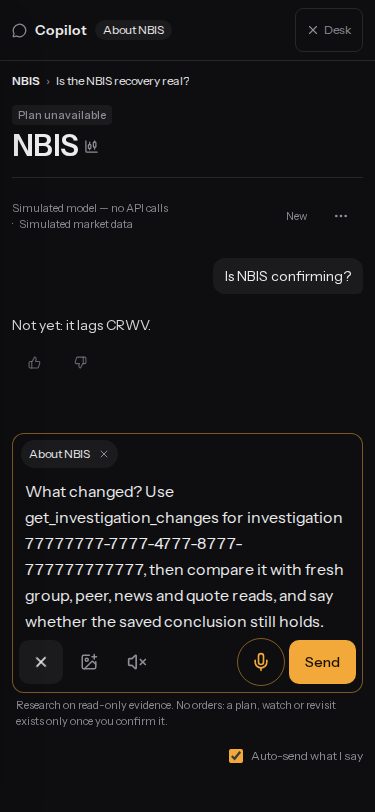 Copilot About NBIS Desk
NBIS › Is the NBIS recovery real?
Plan unavailable
NBIS
Simulated model — no API calls
· Simulated market data
New
Is NBIS confirming?
Not yet: it lags CRWV.
About NBIS
What changed? Use
get_investigation_changes for investigation
77777777-7777-4777-8777-
777777777777, then compare it with fresh
group, peer, news and quote reads, and say
whether the saved conclusion still holds.
Send
Research on read-only evidence. No orders: a plan, watch or revisit
exists only once you confirm it.
Auto-send what I say